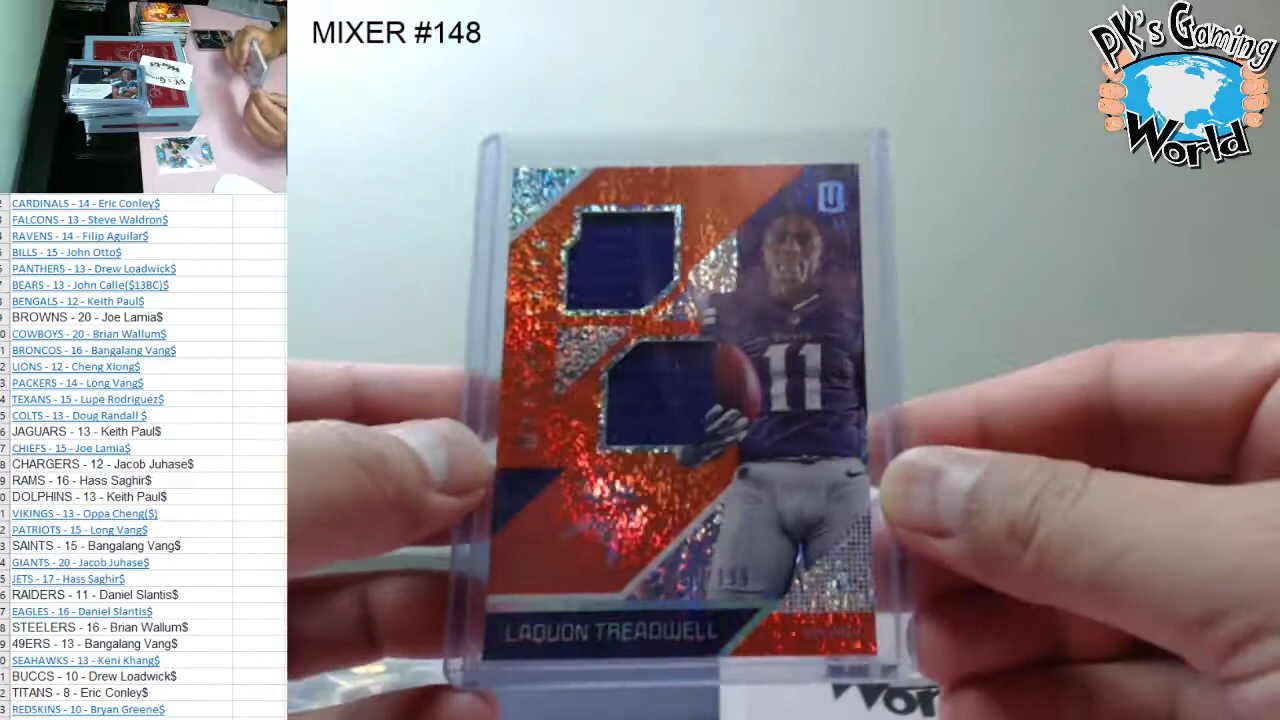 MIXER #148
PK's Gaming
World
CARDINALS - 14 - Eric Conley$
FALCONS - 13 - Steve Waldron$
RAVENS - 14 - Filip Aguilar$
BILLS - 15 - John Otto$
PANTHERS - 13 - Drew Loadwick$
BEARS - 13 - John Calle($13BC)$
BENGALS - 12 - Keith Paul$
BROWNS - 20 - Joe Lamia$
COWBOYS - 20 - Brian Wallum$
BRONCOS - 16 - Bangalang Vang$
LIONS - 12 - Cheng Xiong$
PACKERS - 14 - Long Vang$
TEXANS - 15 - Lupe Rodriguez$
COLTS - 13 - Doug Randall $
JAGUARS - 13 - Keith Paul$
CHIEFS - 15 - Joe Lamia$
CHARGERS - 12 - Jacob Juhase$
RAMS - 16 - Hass Saghir$
DOLPHINS - 13 - Keith Paul$
VIKINGS - 13 - Oppa Cheng($)
PATRIOTS - 15 - Long Vang$
SAINTS - 15 - Bangalang Vang$
GIANTS - 20 - Jacob Juhase$
JETS - 17 - Hass Saghir$
RAIDERS - 11 - Daniel Slantis$
EAGLES - 16 - Daniel Slantis$
STEELERS - 16 - Brian Wallum$
49ERS - 13 - Bangalang Vang$
SEAHAWKS - 13 - Keni Khang$
BUCCS - 10 - Drew Loadwick$
TITANS - 8 - Eric Conley$
REDSKINS - 10 - Bryan Greene$
U
11
LAQUON TREADWELL